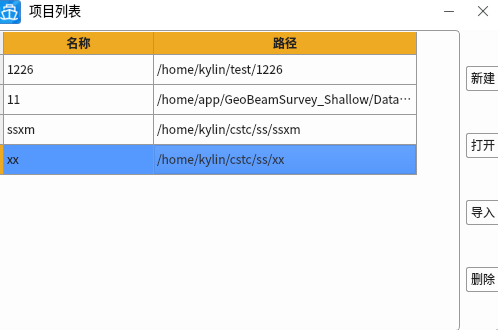 项目列表
名称 路径
1226 /home/kylin/test/1226
11 /home/app/GeoBeamSurvey_Shallow/Data···
ssxm /home/kylin/cstc/ss/ssxm
xx /home/kylin/cstc/ss/xx
新建
打开
导入
删除